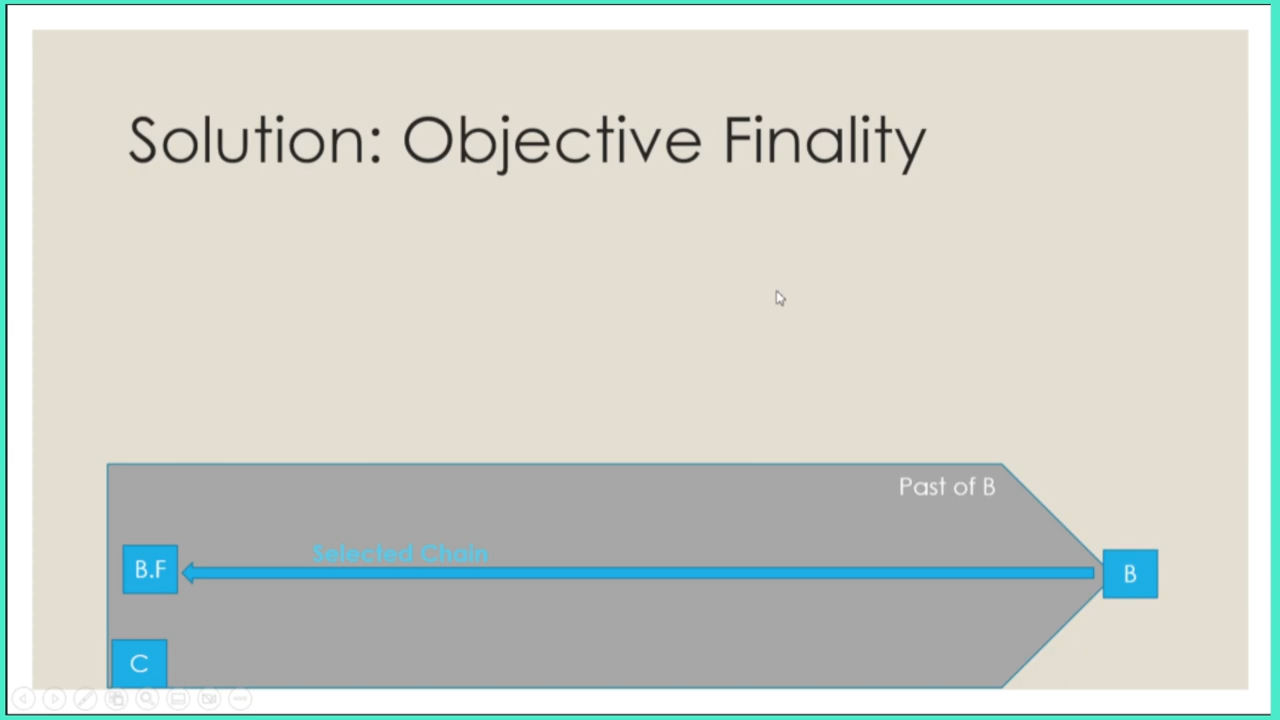 Solution: Objective Finality
Past of B
Selected Chain
B.F
B
C